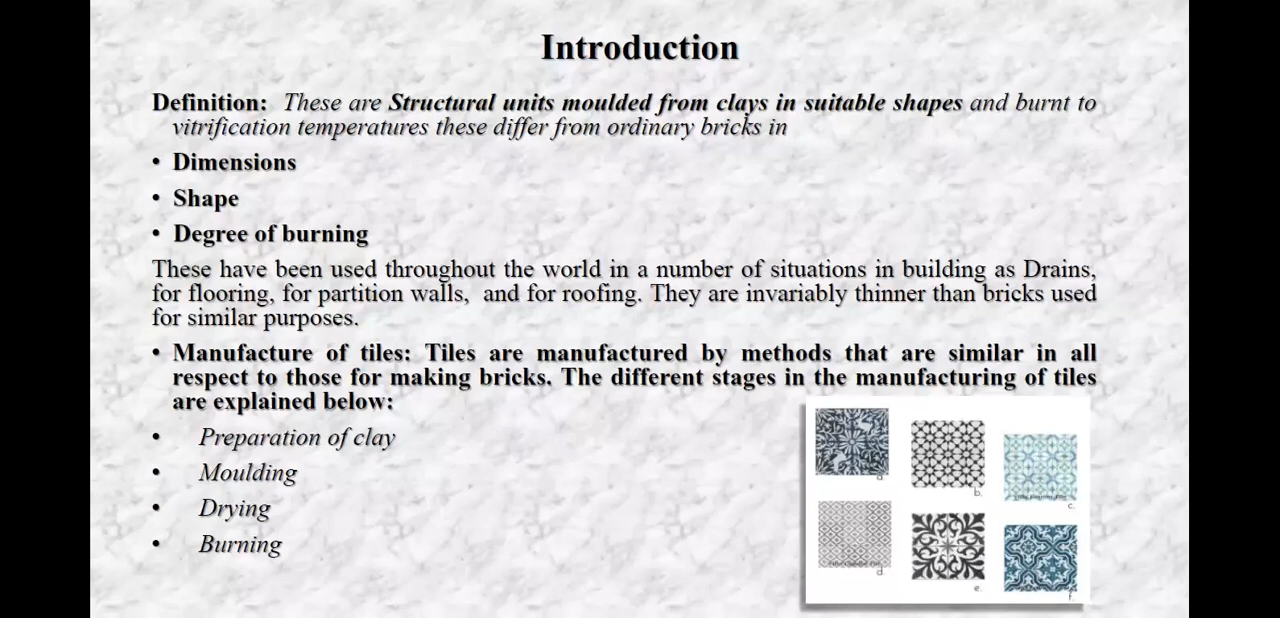 Introduction
Definition: These are Structural units moulded from clays in suitable shapes and burnt to
vitrification temperatures these differ from ordinary bricks in
• Dimensions
• Shape
• Degree of burning
These have been used throughout the world in a number of situations in building as Drains,
for flooring, for partition walls, and for roofing. They are invariably thinner than bricks used
for similar purposes.
• Manufacture of tiles: Tiles are manufactured by methods that are similar in all
respect to those for making bricks. The different stages in the manufacturing of tiles
are explained below:
• Preparation of clay
• Moulding
• Drying
• Burning
a.
b.
c.
d.
e.
f.